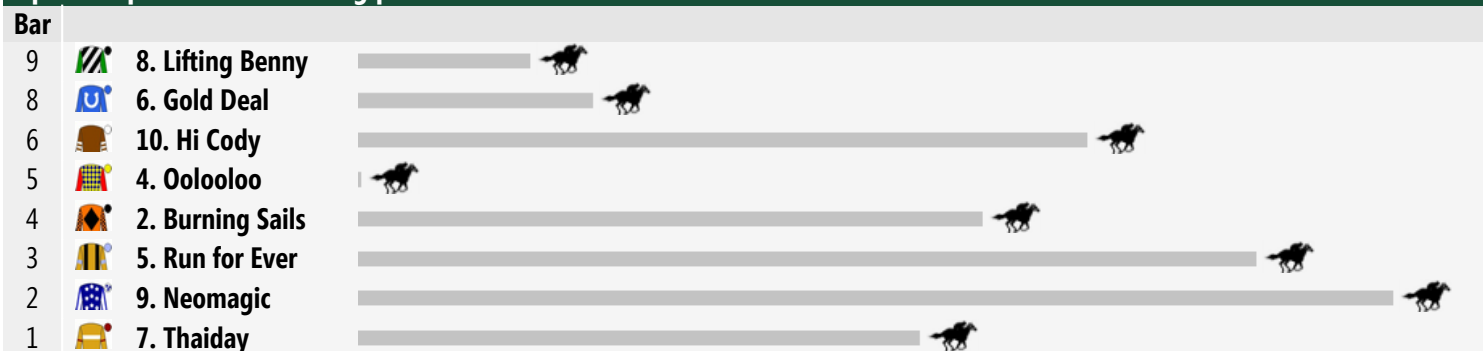 Bar
9 8. Lifting Benny
8 6. Gold Deal
6 10. Hi Cody
5 4. Oolooloo
4 2. Burning Sails
3 5. Run for Ever
2 9. Neomagic
1 7. Thaiday